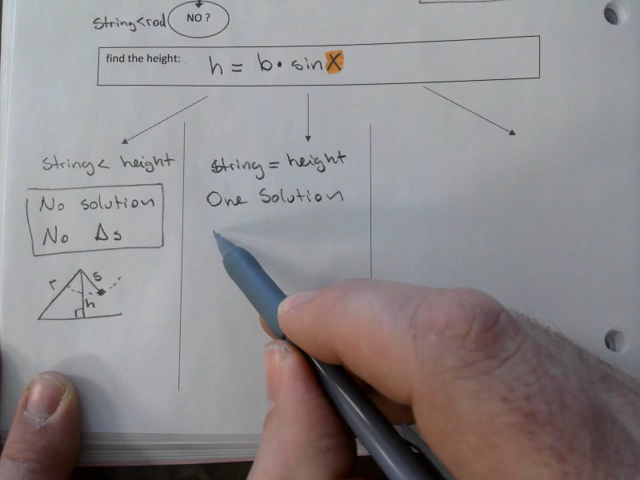 String<rod
NO?
find the height: h = b • sin X
String < height
No solution
No Δs
r
s
h
string = height
One Solution